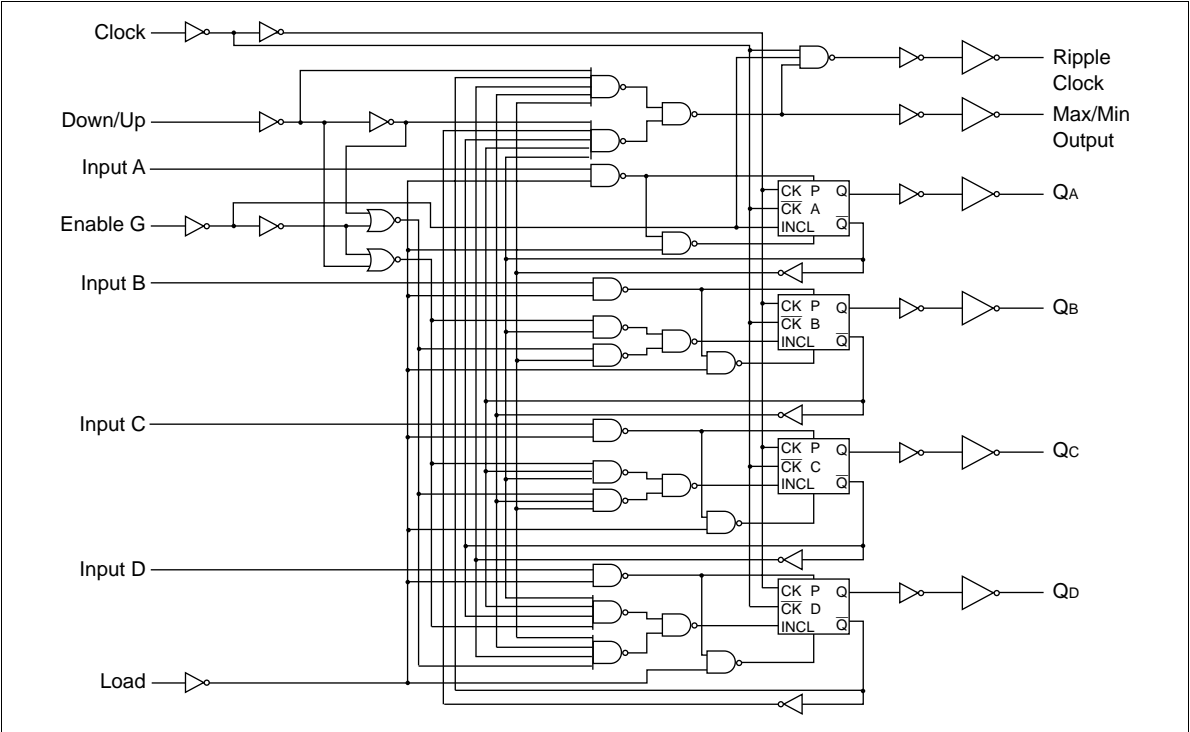 Clock
Ripple
Clock
Down/Up
Max/Min
Output
Input A
CK P Q
QA
CK A
Enable G
INCL Q
Input B
CK P Q
QB
CK B
INCL Q
Input C
CK P Q
QC
CK C
INCL Q
Input D
CK P Q
QD
CK D
INCL Q
Load